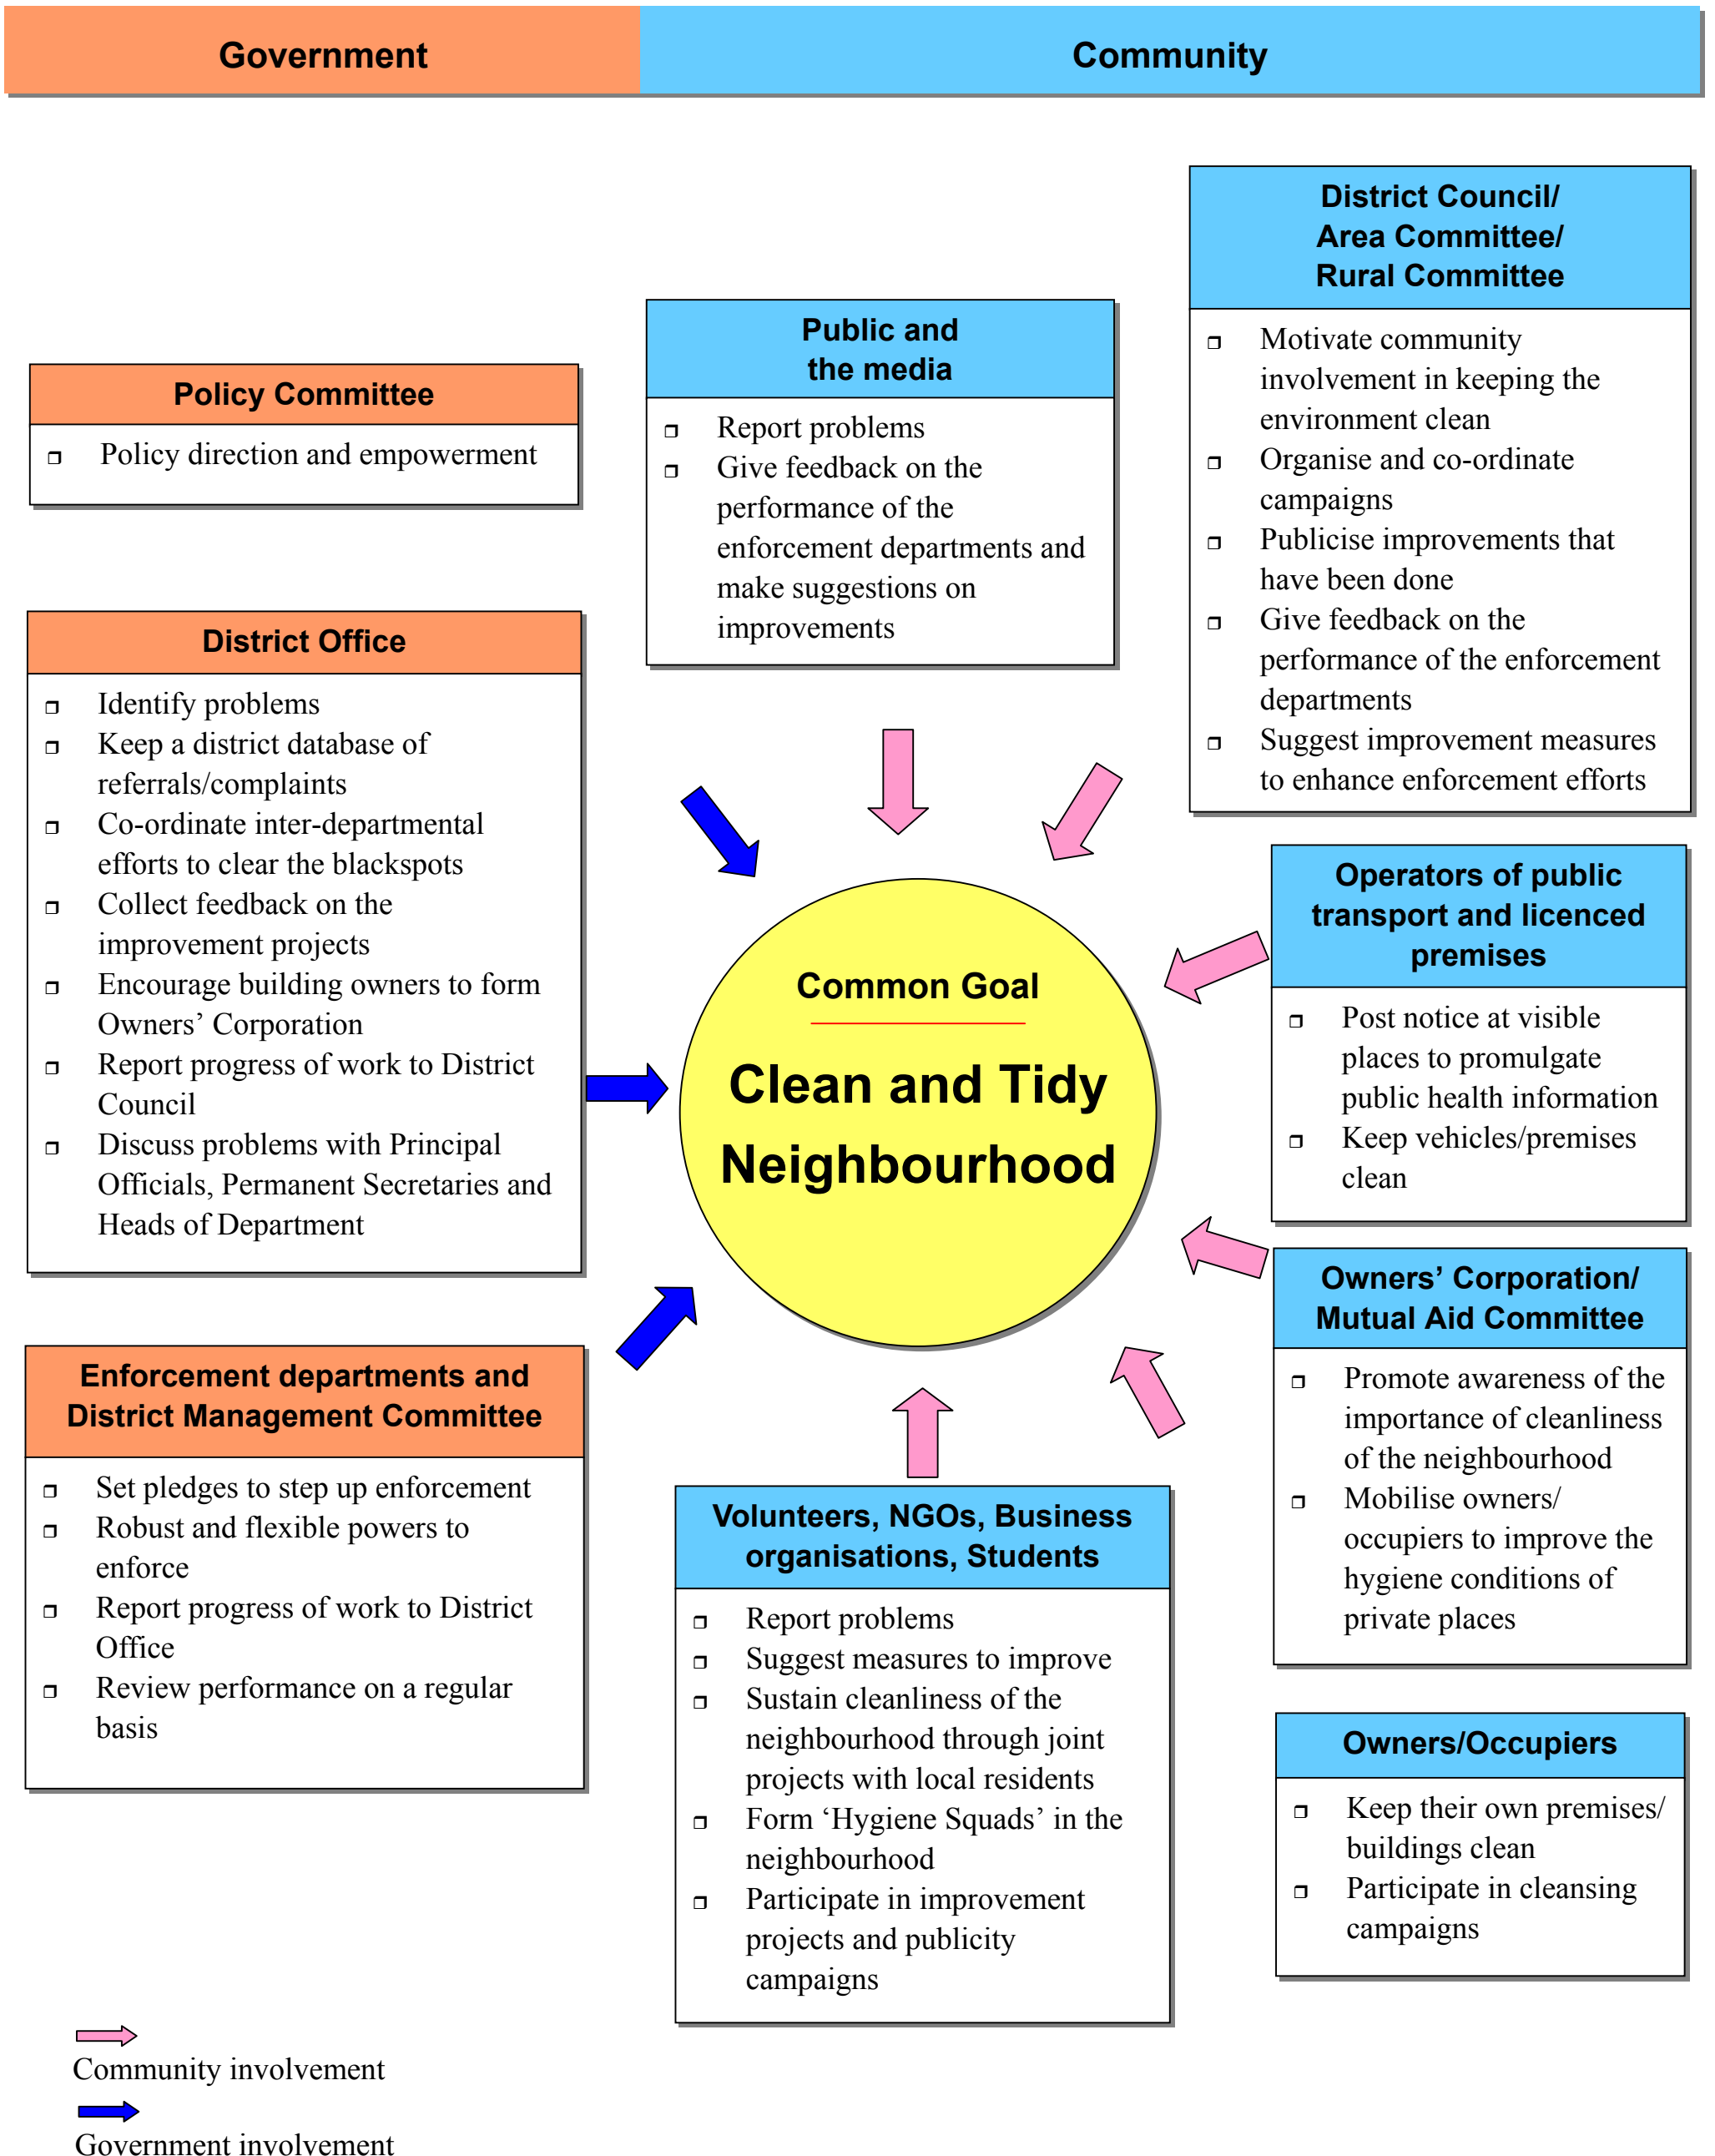 Government
Community
Policy Committee
Policy direction and empowerment
District Office
Identify problems
Keep a district database of
referrals/complaints
Co-ordinate inter-departmental
efforts to clear the blackspots
Collect feedback on the
improvement projects
Encourage building owners to form
Owners’ Corporation
Report progress of work to District
Council
Discuss problems with Principal
Officials, Permanent Secretaries and
Heads of Department
Enforcement departments and
District Management Committee
Set pledges to step up enforcement
Robust and flexible powers to
enforce
Report progress of work to District
Office
Review performance on a regular
basis
Public and
the media
Report problems
Give feedback on the
performance of the
enforcement departments and
make suggestions on
improvements
Common Goal
Clean and Tidy
Neighbourhood
Volunteers, NGOs, Business
organisations, Students
Report problems
Suggest measures to improve
Sustain cleanliness of the
neighbourhood through joint
projects with local residents
Form ‘Hygiene Squads’ in the
neighbourhood
Participate in improvement
projects and publicity
campaigns
District Council/
Area Committee/
Rural Committee
Motivate community
involvement in keeping the
environment clean
Organise and co-ordinate
campaigns
Publicise improvements that
have been done
Give feedback on the
performance of the enforcement
departments
Suggest improvement measures
to enhance enforcement efforts
Operators of public
transport and licenced
premises
Post notice at visible
places to promulgate
public health information
Keep vehicles/premises
clean
Owners’ Corporation/
Mutual Aid Committee
Promote awareness of the
importance of cleanliness
of the neighbourhood
Mobilise owners/
occupiers to improve the
hygiene conditions of
private places
Owners/Occupiers
Keep their own premises/
buildings clean
Participate in cleansing
campaigns
Community involvement
Government involvement